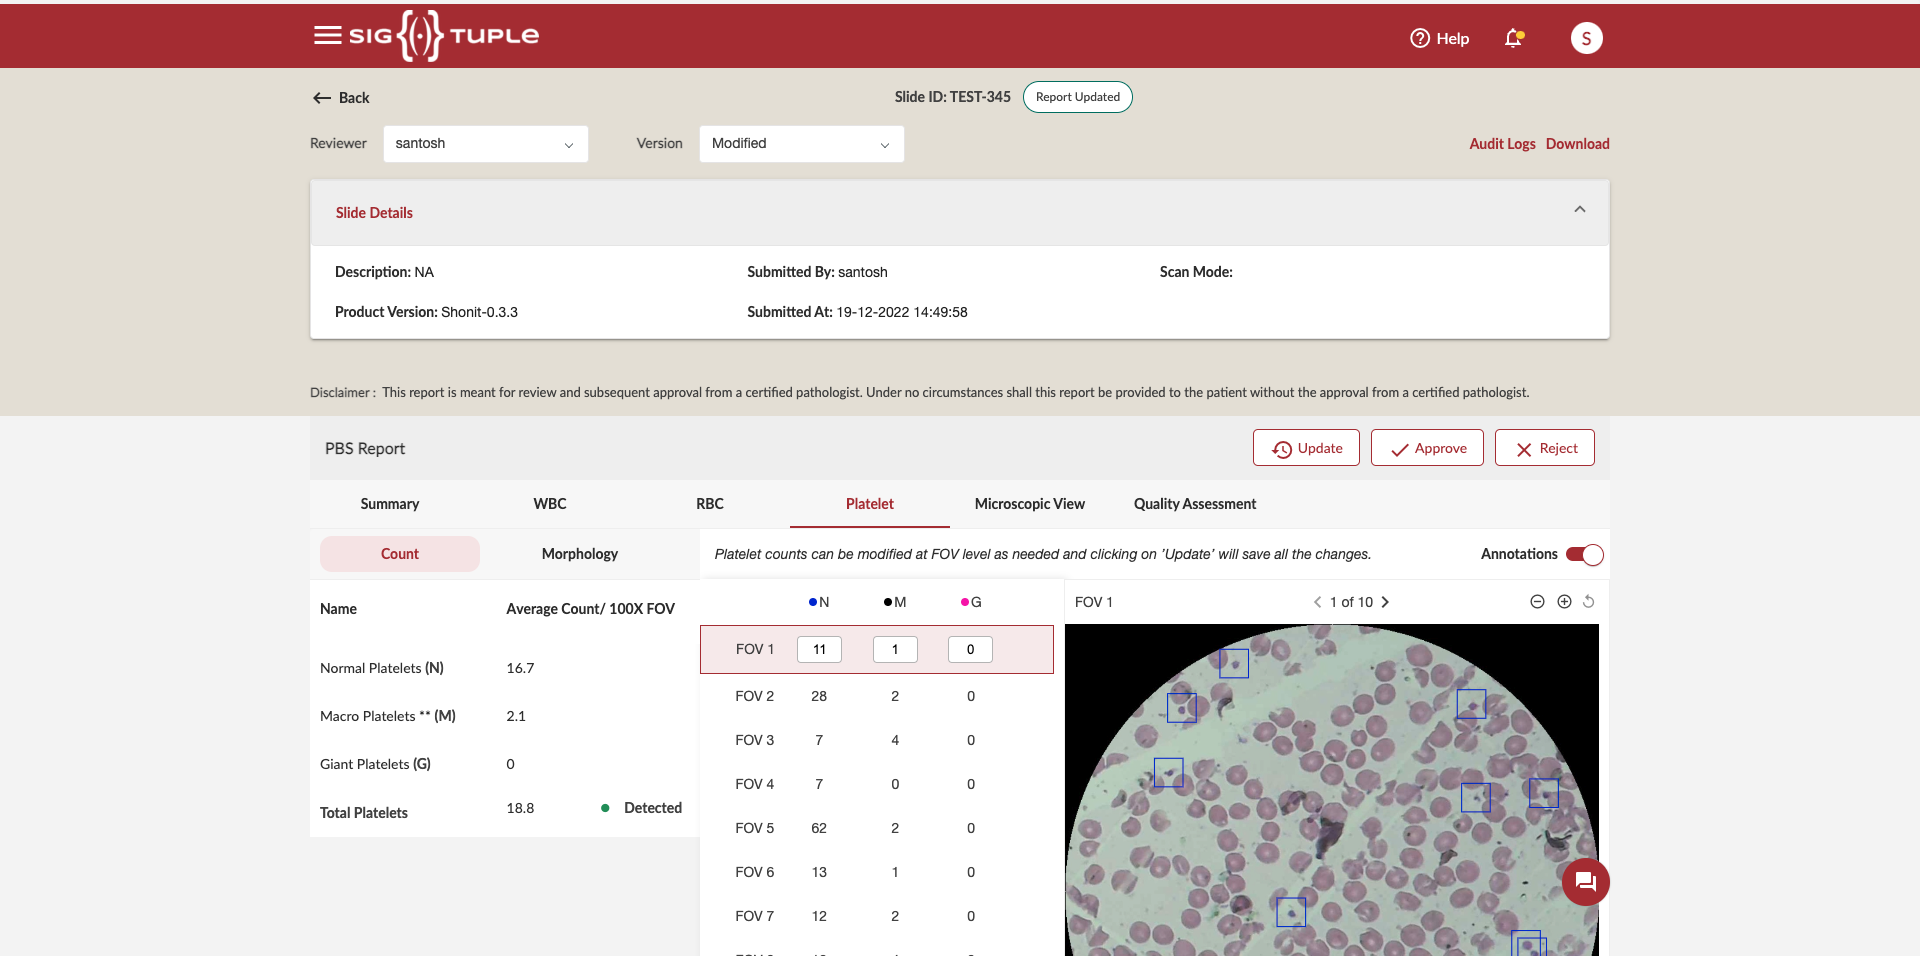 SIG{(·)}TUPLE
Help
S
Back
Slide ID: TEST-345 Report Updated
Reviewer santosh Version Modified
Audit Logs Download
Slide Details
Description: NA Submitted By: santosh Scan Mode:
Product Version: Shonit-0.3.3 Submitted At: 19-12-2022 14:49:58
Disclaimer : This report is meant for review and subsequent approval from a certified pathologist. Under no circumstances shall this report be provided to the patient without the approval from a certified pathologist.
PBS Report Update Approve Reject
Summary WBC RBC Platelet Microscopic View Quality Assessment
Count Morphology
Platelet counts can be modified at FOV level as needed and clicking on 'Update' will save all the changes.
Annotations
Name Average Count/ 100X FOV
Normal Platelets (N) 16.7
Macro Platelets ** (M) 2.1
Giant Platelets (G) 0
Total Platelets 18.8 Detected
N M G
FOV 1 11 1 0
FOV 2 28 2 0
FOV 3 7 4 0
FOV 4 7 0 0
FOV 5 62 2 0
FOV 6 13 1 0
FOV 7 12 2 0
FOV 1 1 of 10